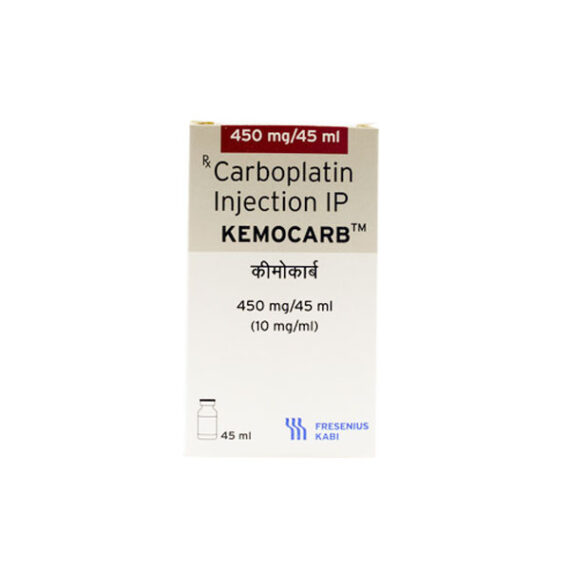 450 mg/45 ml
Rx Carboplatin
Injection IP
KEMOCARB™
कीमोकार्ब
450 mg/45 ml
(10 mg/ml)
45 ml
FRESENIUS
KABI